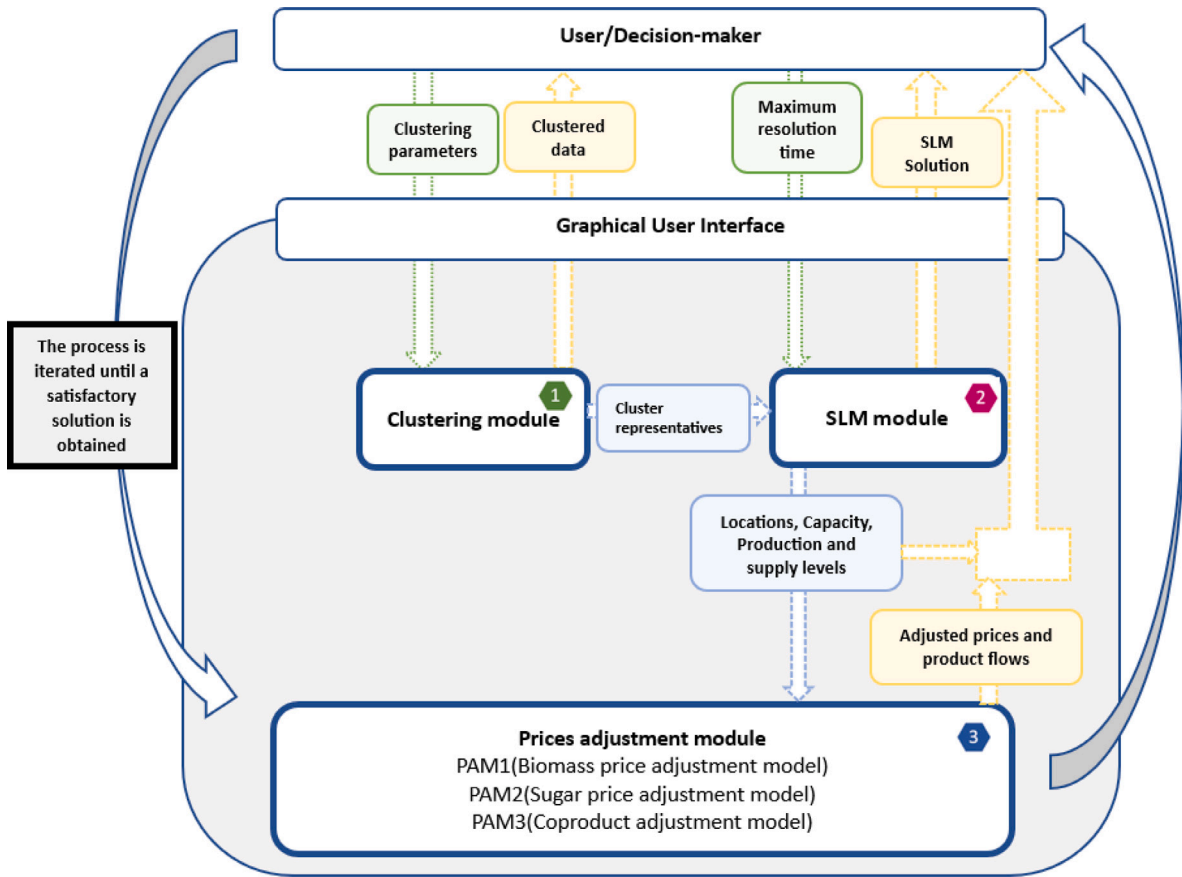 User/Decision-maker
Clustering
parameters
Clustered
data
Maximum
resolution
time
SLM
Solution
Graphical User Interface
The process is
iterated until a
satisfactory
solution is
obtained
1
Clustering module
Cluster
representatives
2
SLM module
Locations, Capacity,
Production and
supply levels
Adjusted prices and
product flows
3
Prices adjustment module
PAM1(Biomass price adjustment model)
PAM2(Sugar price adjustment model)
PAM3(Coproduct adjustment model)